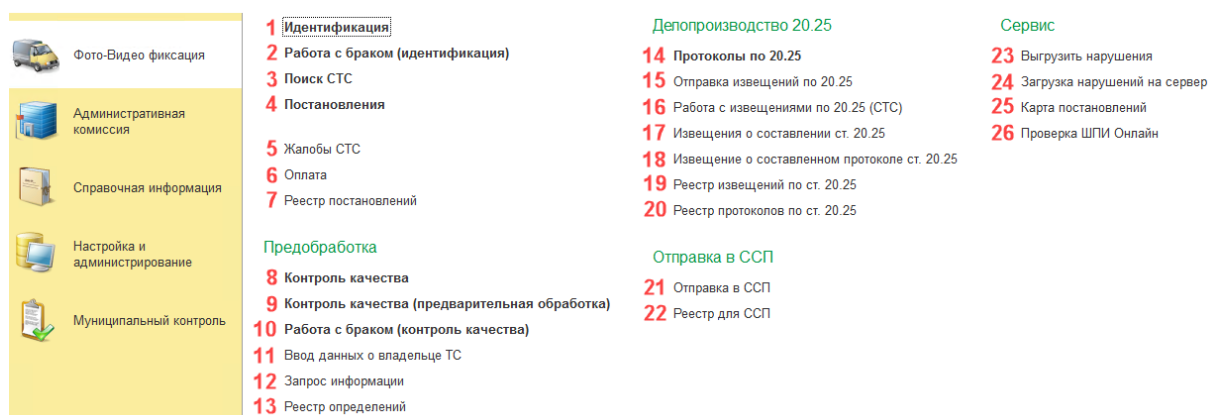 Фото-Видео фиксация
Административная
комиссия
Справочная информация
Настройка и
администрирование
Муниципальный контроль
1 Идентификация
2 Работа с браком (идентификация)
3 Поиск СТС
4 Постановления
5 Жалобы СТС
6 Оплата
7 Реестр постановлений
Предобработка
8 Контроль качества
9 Контроль качества (предварительная обработка)
10 Работа с браком (контроль качества)
11 Ввод данных о владельце ТС
12 Запрос информации
13 Реестр определений
Делопроизводство 20.25
14 Протоколы по 20.25
15 Отправка извещений по 20.25
16 Работа с извещениями по 20.25 (СТС)
17 Извещения о составлении ст. 20.25
18 Извещение о составленном протоколе ст. 20.25
19 Реестр извещений по ст. 20.25
20 Реестр протоколов по ст. 20.25
Отправка в ССП
21 Отправка в ССП
22 Реестр для ССП
Сервис
23 Выгрузить нарушения
24 Загрузка нарушений на сервер
25 Карта постановлений
26 Проверка ШПИ Онлайн